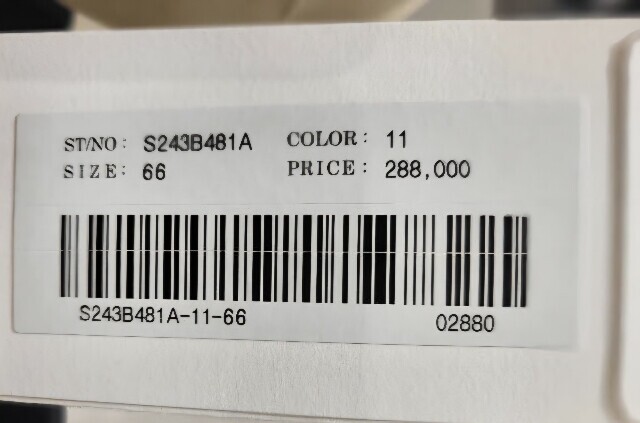 ST/NO: S243B481A COLOR: 11
SIZE: 66 PRICE: 288,000
S243B481A-11-66 02880